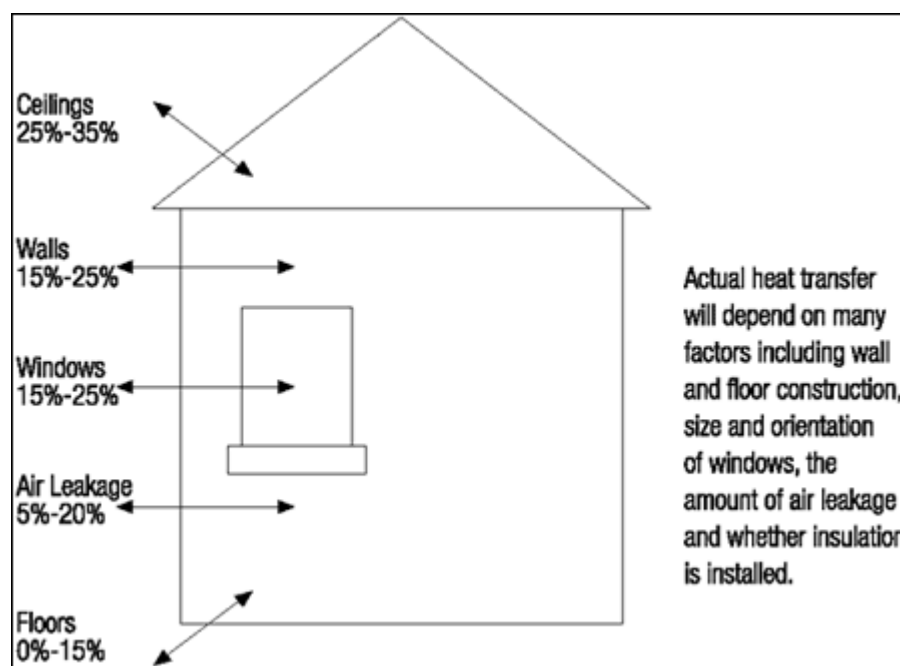 Ceilings
25%-35%
Walls
15%-25%
Windows
15%-25%
Air Leakage
5%-20%
Floors
0%-15%
Actual heat transfer
will depend on many
factors including wall
and floor construction,
size and orientation
of windows, the
amount of air leakage
and whether insulation
is installed.